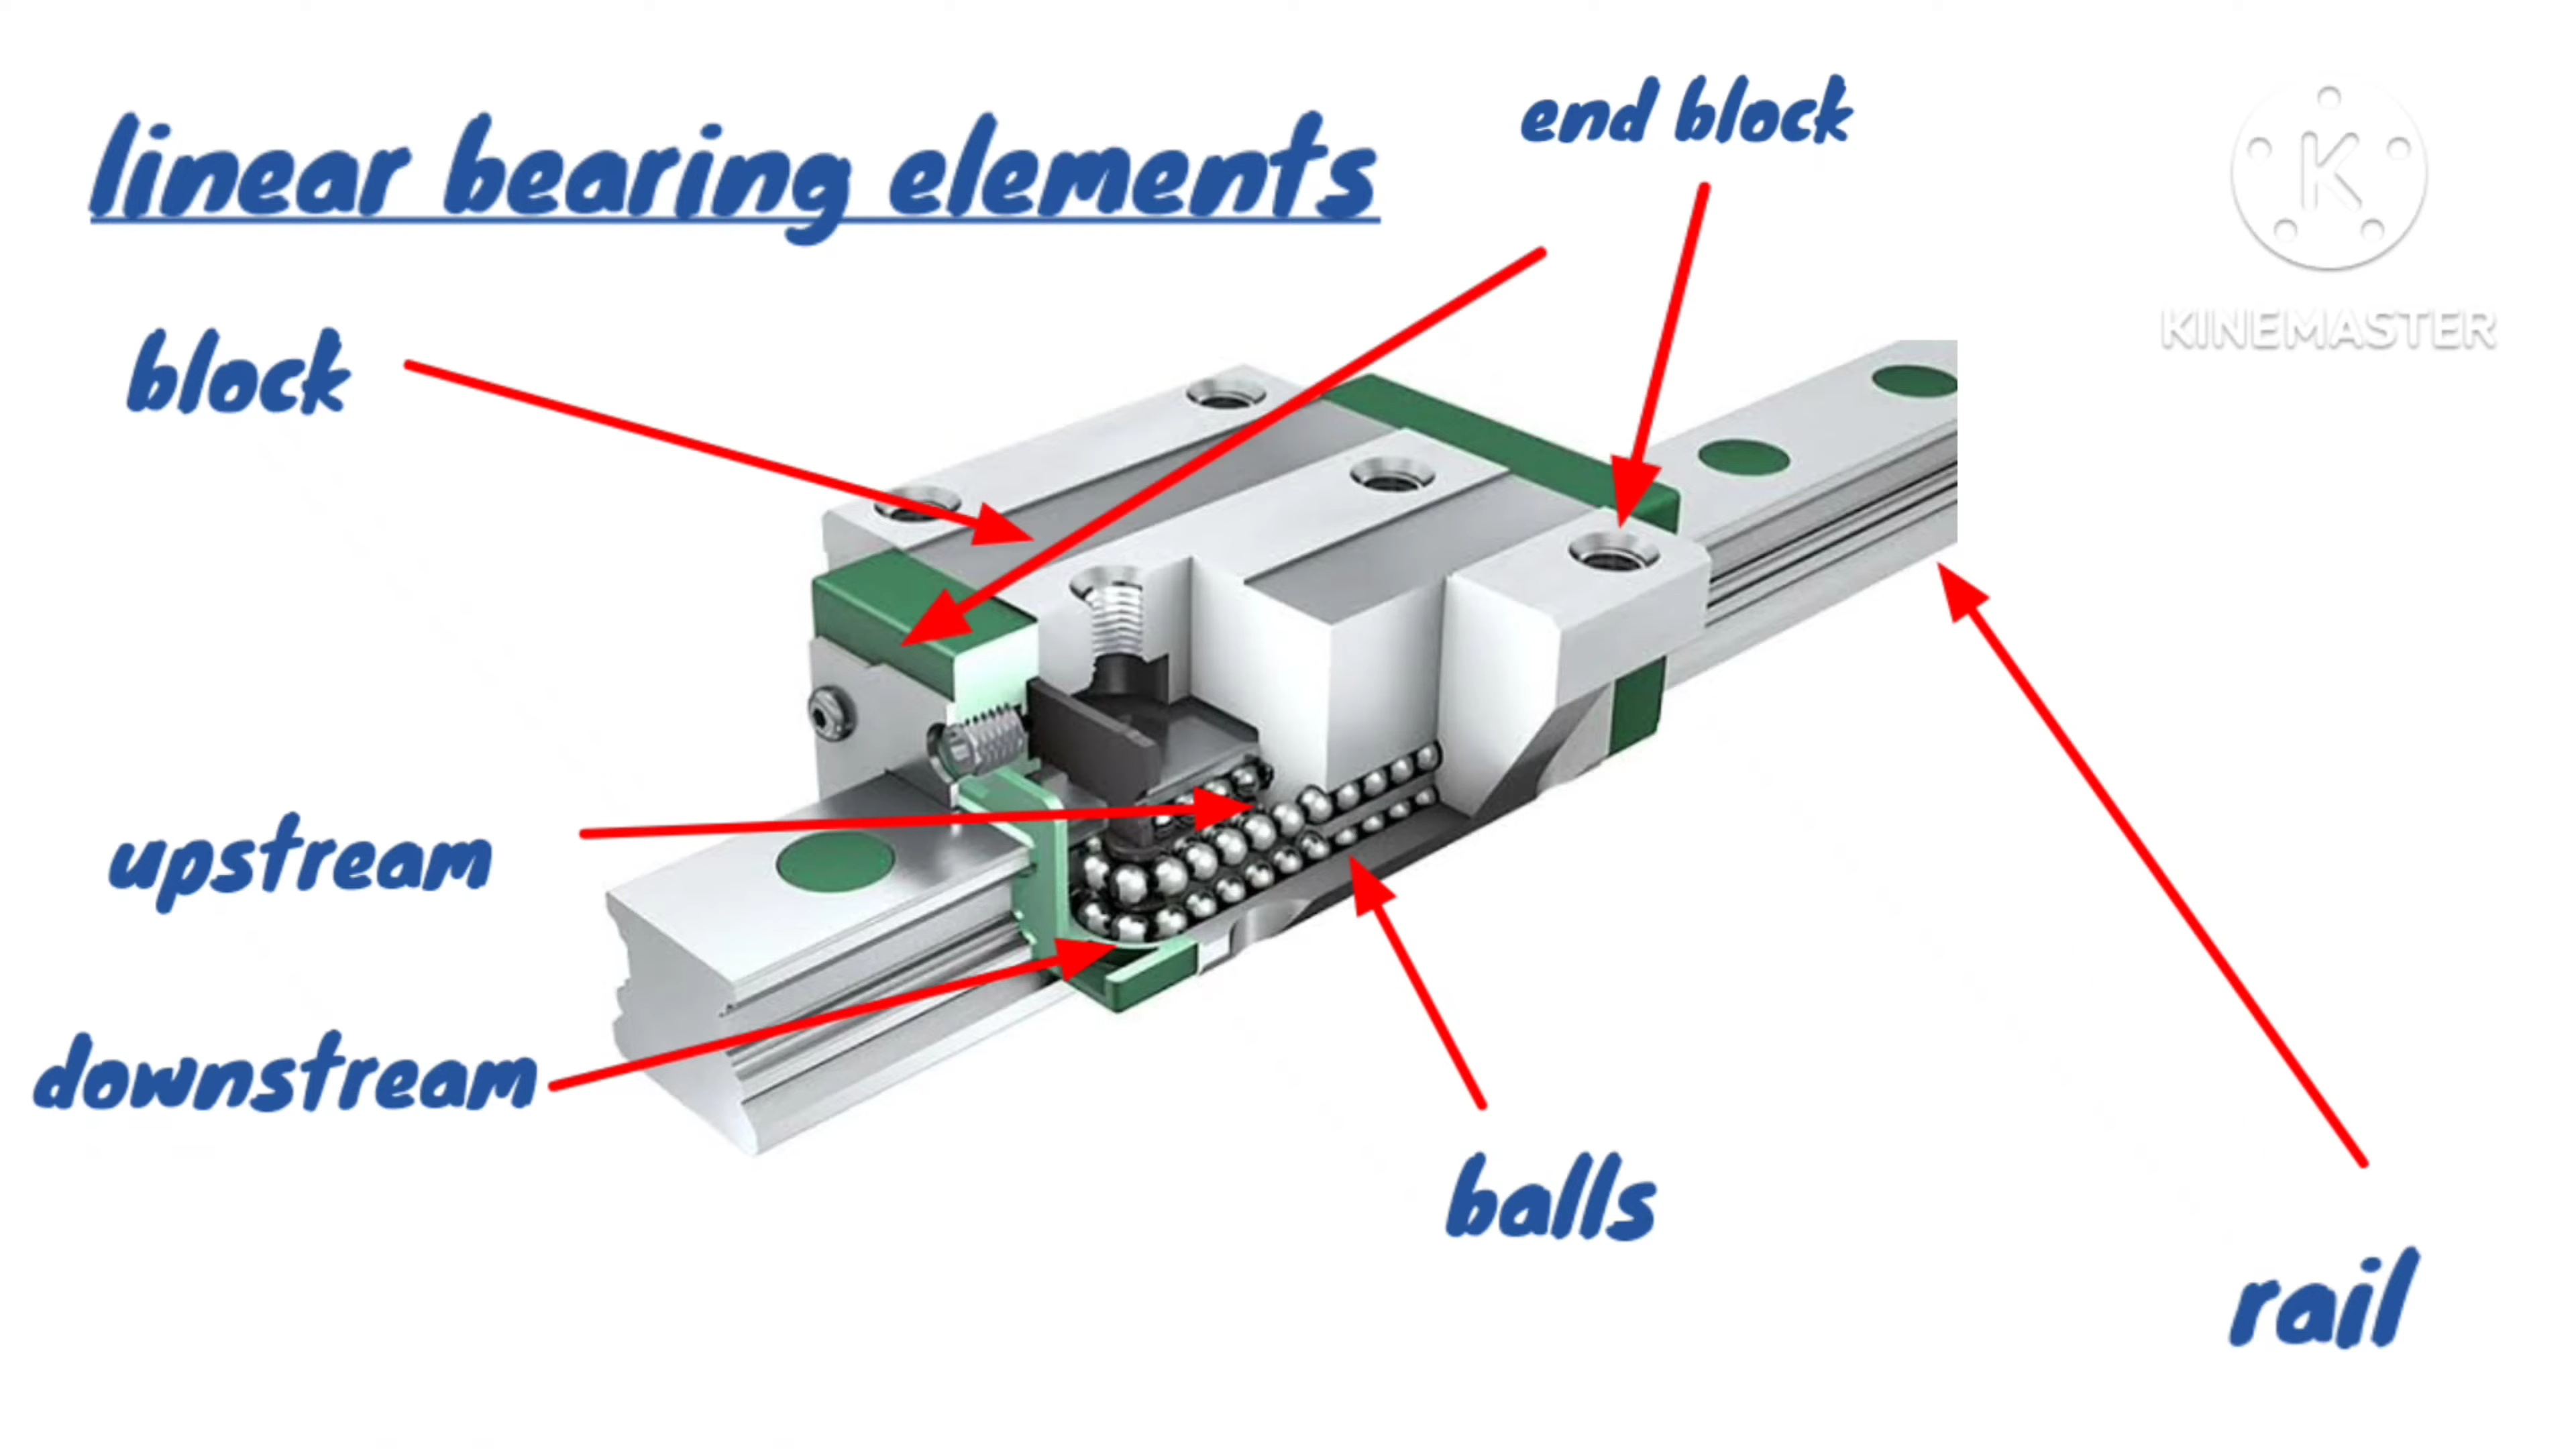 linear bearing elements
end block
block
upstream
downstream
balls
rail
K
KINEMASTER